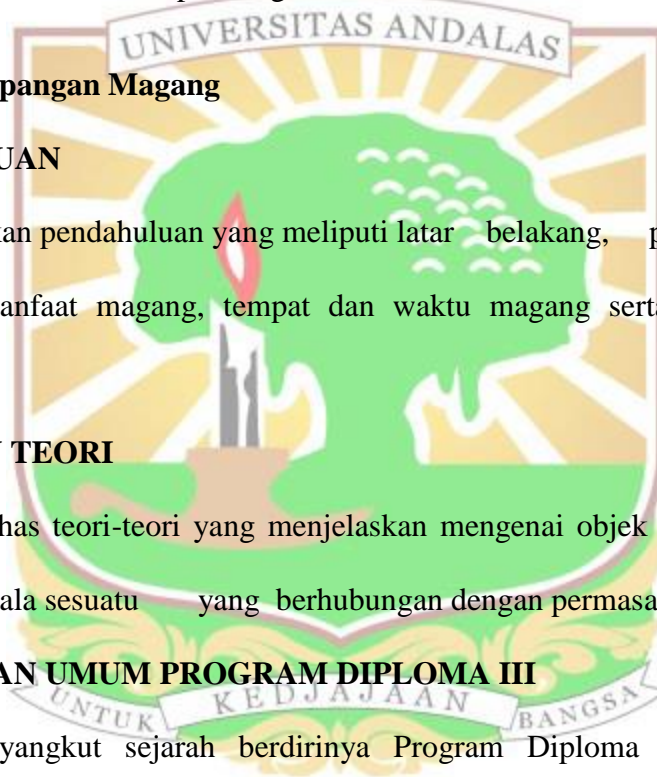 UNIVERSITAS ANDALAS
pangan Magang
UAN
kan pendahuluan yang meliputi latar belakang, p
anfaat magang, tempat dan waktu magang serta
TEORI
has teori-teori yang menjelaskan mengenai objek
ala sesuatu yang berhubungan dengan permasa
AN UMUM PROGRAM DIPLOMA III
UNTUK KEDJAJAAN BANGSA
yangkut sejarah berdirinya Program Diploma